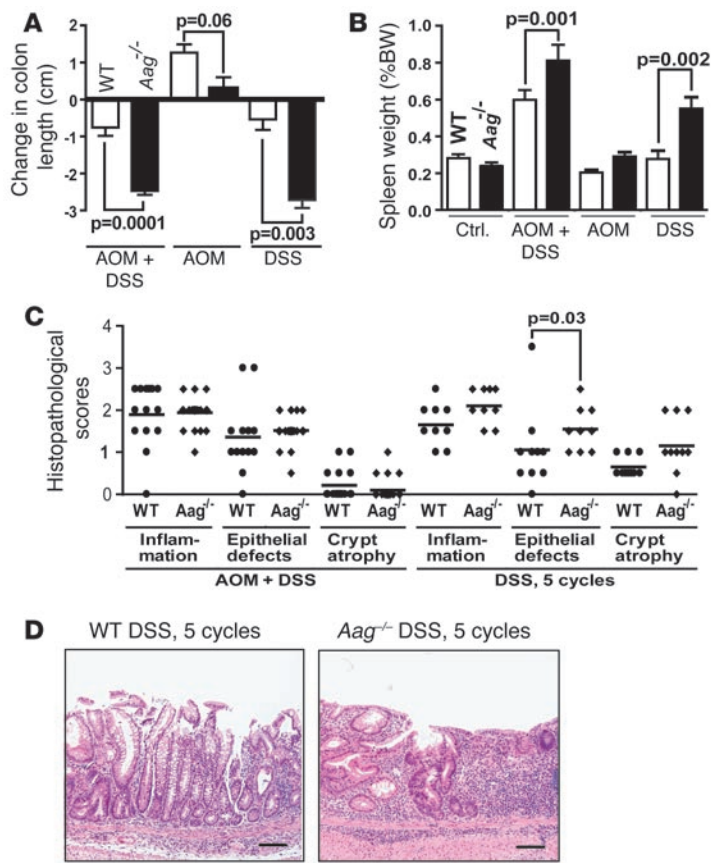 A
p=0.06
WT
Aag-/-
Change in colon
length (cm)
2
1
0
-1
-2
-3
p=0.0001
p=0.003
AOM +
DSS
AOM
DSS
B
p=0.001
p=0.002
WT
Aag-/-
Spleen weight (%BW)
1.0
0.8
0.6
0.4
0.2
0.0
Ctrl.
AOM +
DSS
AOM
DSS
C
p=0.03
Histopathological
scores
4
3
2
1
0
WT Aag-/- WT Aag-/- WT Aag-/- WT Aag-/- WT Aag-/- WT Aag-/-
Inflam- Epithelial Crypt Inflam- Epithelial Crypt
mation defects atrophy mation defects atrophy
AOM + DSS DSS, 5 cycles
D
WT DSS, 5 cycles Aag-/- DSS, 5 cycles